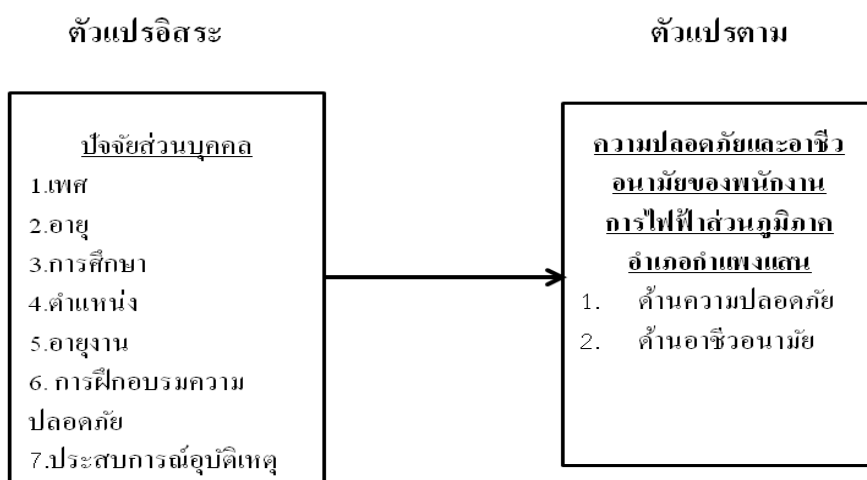 ตัวแปรอิสระ
ตัวแปรตาม
ปัจจัยส่วนบุคคล
1.เพศ
2.อายุ
3.การศึกษา
4.ตำแหน่ง
5.อายุงาน
6. การฝึกอบรมความ
ปลอดภัย
7.ประสบการณ์อุบัติเหตุ
ความปลอดภัยและอาชีว
อนามัยของพนักงาน
การไฟฟ้าส่วนภูมิภาค
อำเภอกำแพงแสน
1. ด้านความปลอดภัย
2. ด้านอาชีวอนามัย